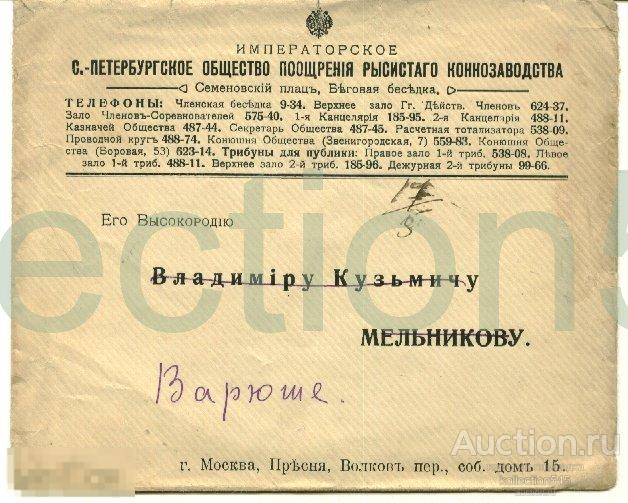 ИМПЕРАТОРСКОЕ
С.-ПЕТЕРБУРГСКОЕ ОБЩЕСТВО ПООЩРЕНІЯ РЫСИСТАГО КОННОЗАВОДСТВА
Семеновскій плацъ, Бѣговая бесѣдка.
ТЕЛЕФОНЫ: Членская бесѣдка 9-34. Верхнее зало Гг. Дѣйств. Членовъ 624-37.
Зало Членовъ-Соревнователей 575-40. 1-я Канцелярія 185-95. 2-я Канцелярія 488-11.
Казначей Общества 487-44. Секретарь Общества 487-45. Расчетная тотализатора 538-09.
Проводной кругъ 488-74. Конюшня Общества (Звенигородская, 7) 559-83. Конюшня Обще-
ства (Боровая, 53) 623-14. Трибуны для публики: Правое зало 1-й триб. 538-08. Лѣвое
зало 1-й триб. 488-11. Верхнее зало 2-й триб. 185-96. Дежурная 2-й трибуны 99-66.
Его Высокородію
Владиміру Кузьмичу
МЕЛЬНИКОВУ.
Варюше.
г. Москва, Прѣсня, Волковъ пер., соб. домъ 15.
ection5
Auction.ru
kallection515